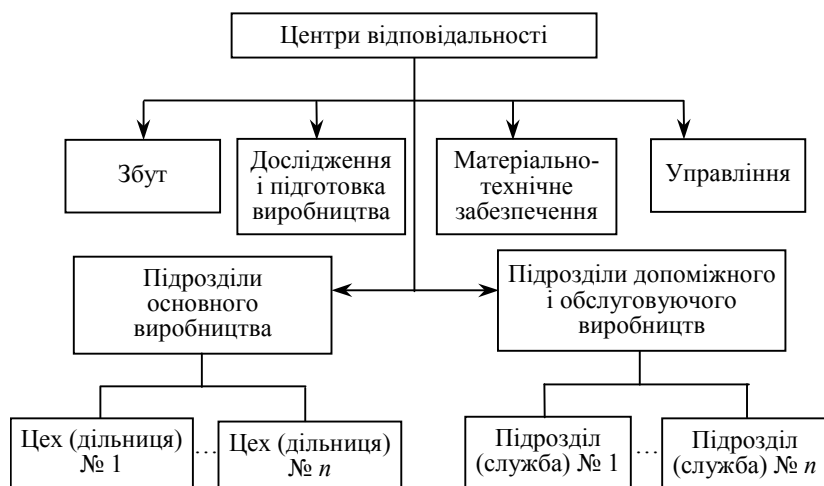 Центри відповідальності
Збут
Дослідження
і підготовка
виробництва
Матеріально-
технічне
забезпечення
Управління
Підрозділи
основного
виробництва
Підрозділи допоміжного
і обслуговуючого
виробництв
Цех (дільниця)
№ 1
…
Цех (дільниця)
№ n
Підрозділ
(служба) № 1
…
Підрозділ
(служба) № n